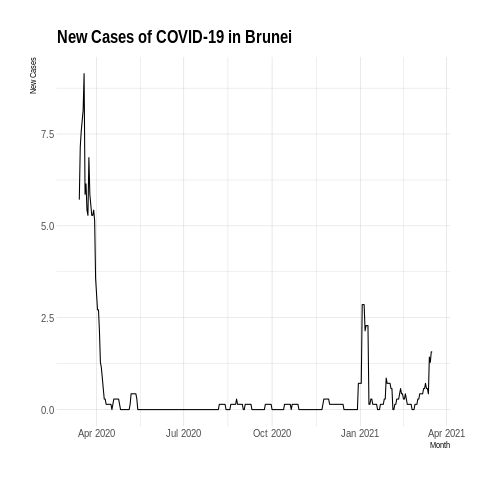 New Cases of COVID-19 in Brunei
New Cases
7.5
5.0
2.5
0.0
Apr 2020 Jul 2020 Oct 2020 Jan 2021 Apr 2021
Month